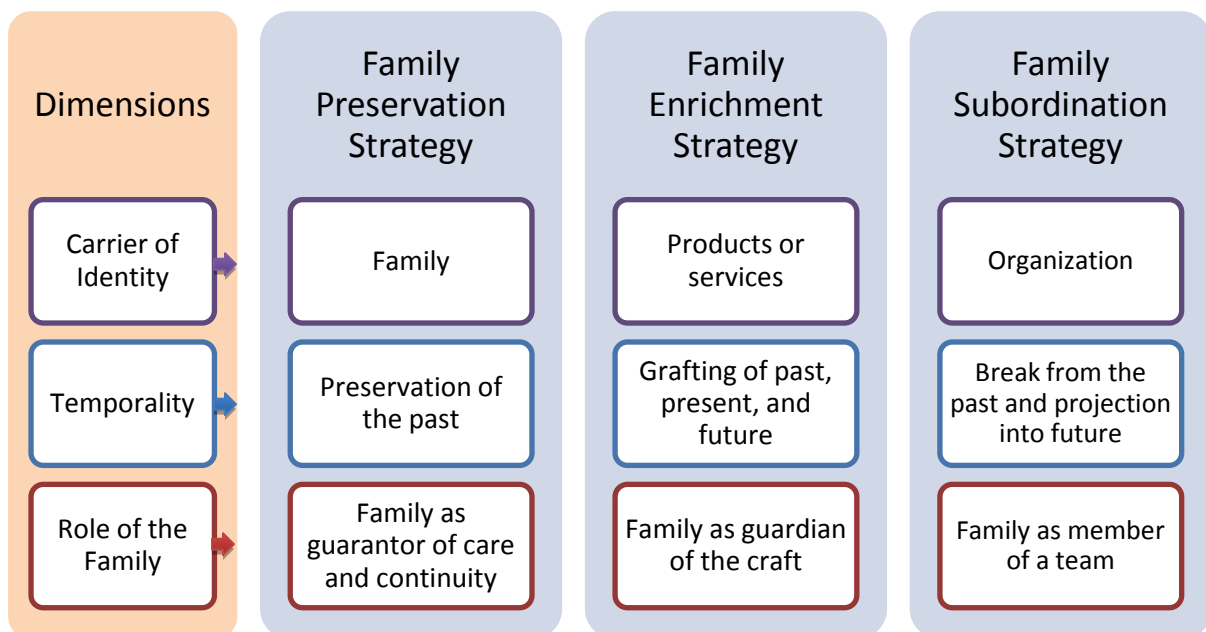 Dimensions
Family
Preservation
Strategy
Family
Enrichment
Strategy
Family
Subordination
Strategy
Carrier of
Identity
Family
Products or
services
Organization
Temporality
Preservation of
the past
Grafting of past,
present, and
future
Break from the
past and projection
into future
Role of the
Family
Family as
guarantor of care
and continuity
Family as guardian
of the craft
Family as member
of a team